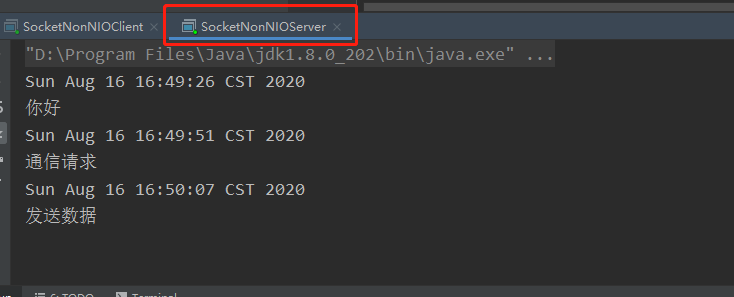 SocketNonNIOClient × SocketNonNIOServer ×
"D:\Program Files\Java\jdk1.8.0_202\bin\java.exe" ...
Sun Aug 16 16:49:26 CST 2020
你好
Sun Aug 16 16:49:51 CST 2020
通信请求
Sun Aug 16 16:50:07 CST 2020
发送数据
6: TODO Terminal